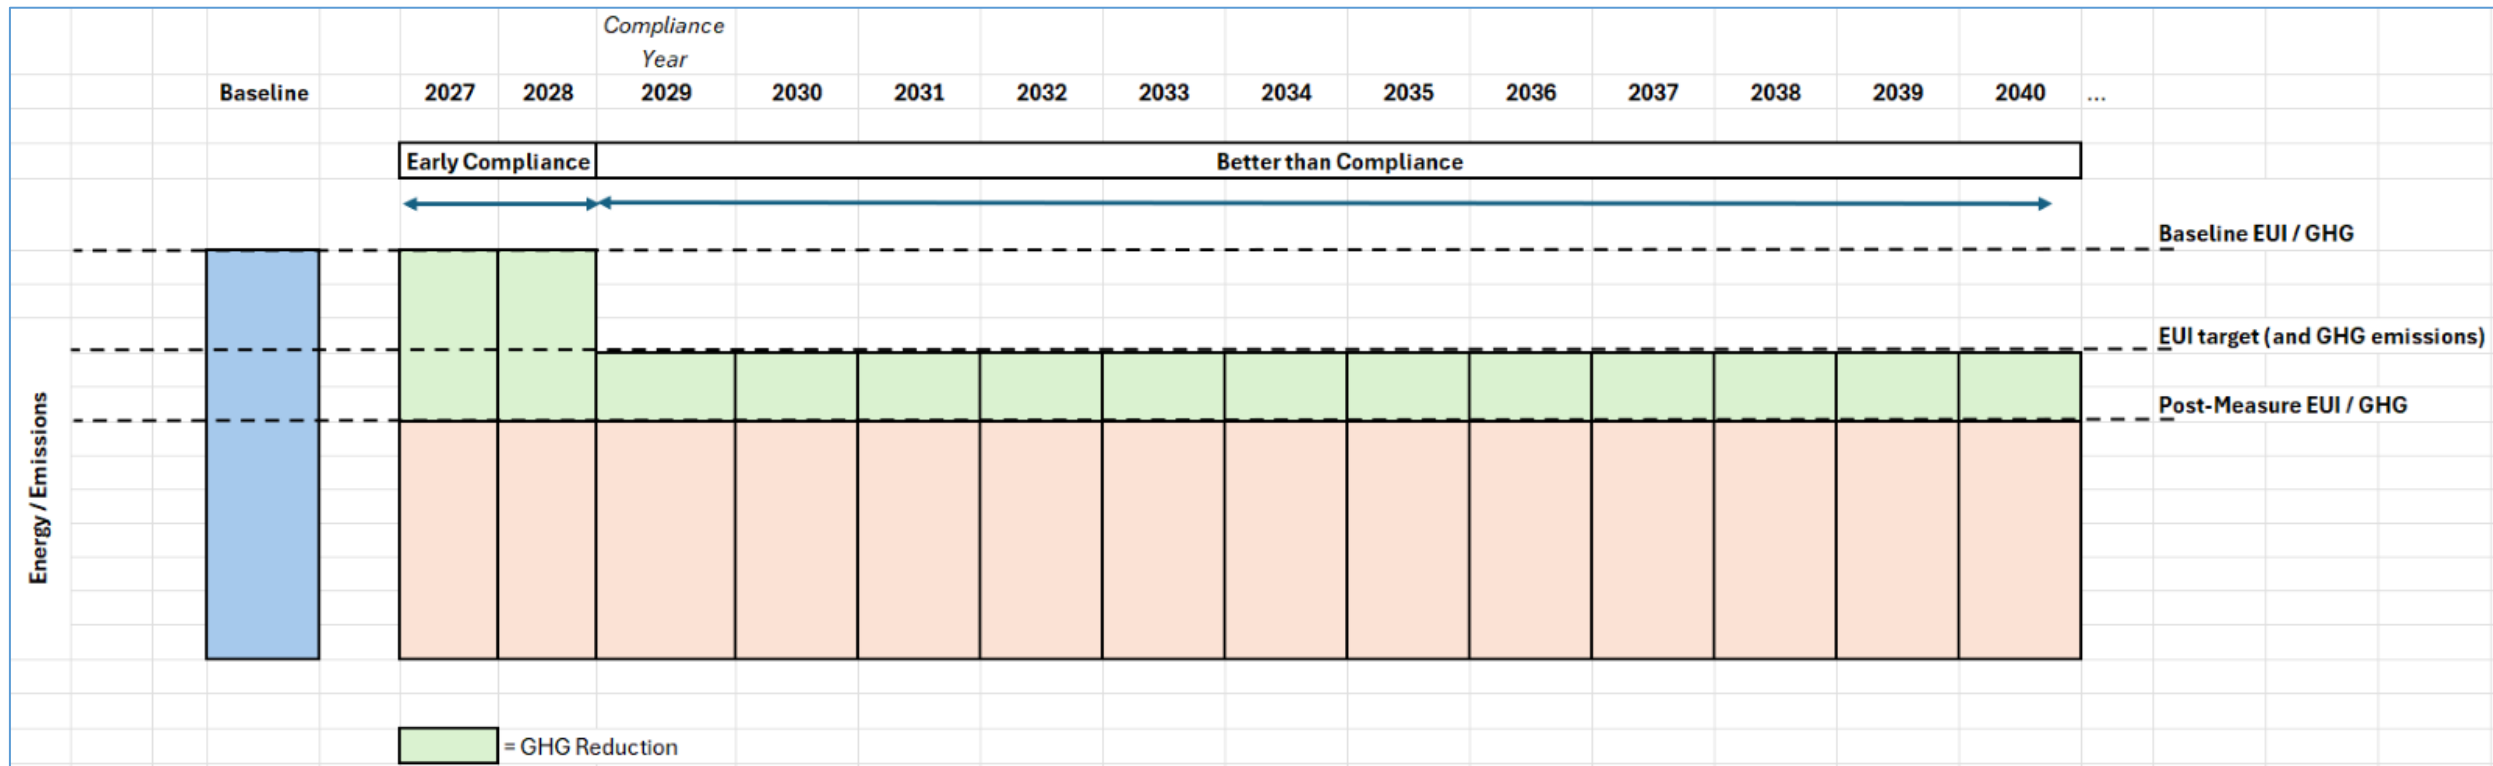 Compliance
Year
Baseline 2027 2028 2029 2030 2031 2032 2033 2034 2035 2036 2037 2038 2039 2040 ...
Early Compliance Better than Compliance
Baseline EUI / GHG
EUI target (and GHG emissions)
Post-Measure EUI / GHG
Energy / Emissions
= GHG Reduction